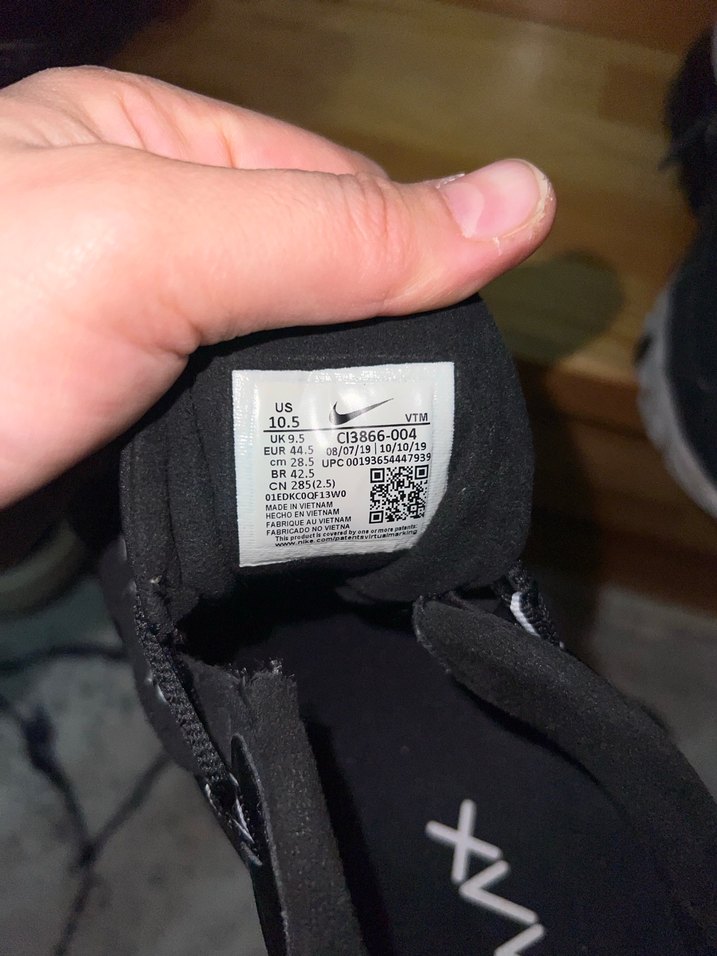 US
10.5
VTM
UK 9.5
CI3866-004
EUR 44.5
08/07/19 | 10/10/19
cm 28.5
UPC 00193654447939
BR 42.5
CN 285(2.5)
01EDKC0QF13W0
MADE IN VIETNAM
HECHO EN VIETNAM
FABRIQUE AU VIETNAM
FABRICADO NO VIETNA
This product is covered by one or more patents:
www.nike.com/patentsvirtualmarking